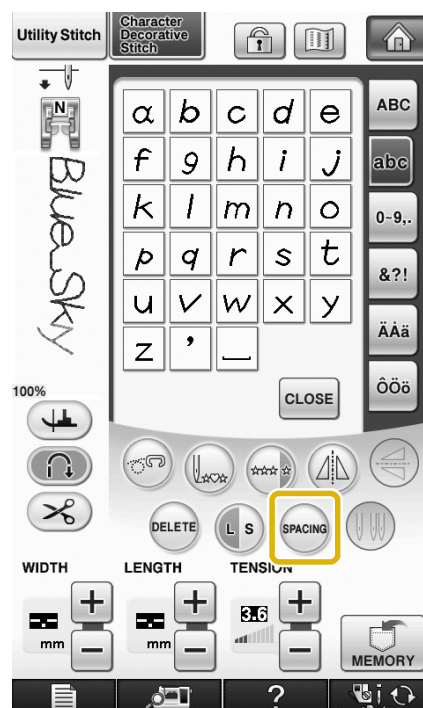 Utility Stitch
Character
Decorative
Stitch
N
ABC
a b c d e
f g h i j
abc
k l m n o
0~9,.
p q r s t
&?!
u v w x y
ÄÅä
z ’ _
ÔÖö
Blue_Sky
100%
CLOSE
DELETE
L S
SPACING
WIDTH
LENGTH
TENSION
+
+
3.6
+
mm
−
mm
−
−
MEMORY
?